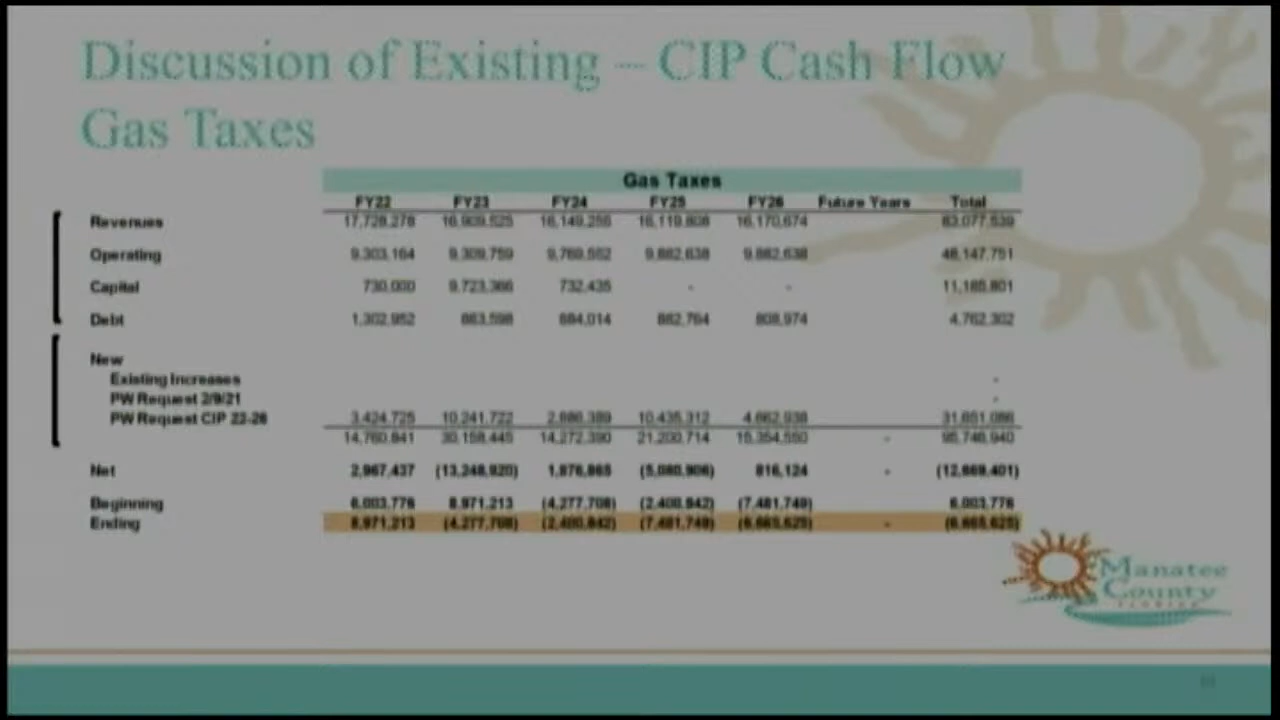 Discussion of Existing – CIP Cash Flow
Gas Taxes
Gas Taxes
FY22 FY23 FY24 FY25 FY26 Future Years Total
Revenues 17,728,278 16,909,525 16,149,255 16,119,808 16,170,674 83,077,539
Operating 9,303,164 9,309,759 9,769,552 9,882,638 9,882,638 48,147,751
Capital 730,000 9,723,366 732,435 - - 11,185,801
Debt 1,302,952 883,598 884,014 882,764 808,974 4,762,302
New
Existing Increases -
PW Request 2/9/21 -
PW Request CIP 22-26 3,424,725 10,241,722 2,886,389 10,435,312 4,662,938 31,651,086
14,760,841 30,158,445 14,272,390 21,200,714 15,354,550 - 95,746,940
Net 2,967,437 (13,248,920) 1,876,865 (5,080,906) 816,124 - (12,669,401)
Beginning 6,003,776 8,971,213 (4,277,708) (2,400,842) (7,481,749) 6,003,776
Ending 8,971,213 (4,277,708) (2,400,842) (7,481,749) (6,665,625) - (6,665,625)
Manatee
County
FLORIDA